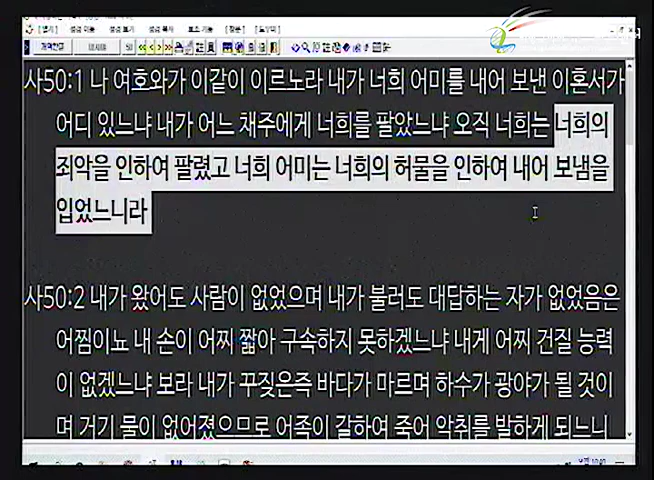 사50:1 나 여호와가 이같이 이르노라 내가 너희 어미를 내어 보낸 이혼서가
어디 있느냐 내가 어느 채주에게 너희를 팔았느냐 오직 너희는 너희의
죄악을 인하여 팔렸고 너희 어미는 너희의 허물을 인하여 내어 보냄을
입었느니라
사50:2 내가 왔어도 사람이 없었으며 내가 불러도 대답하는 자가 없었음은
어찜이뇨 내 손이 어찌 짧아 구속하지 못하겠느냐 내게 어찌 건질 능력
이 없겠느냐 보라 내가 꾸짖은즉 바다가 마르며 하수가 광야가 될 것이
며 거기 물이 없어졌으므로 어족이 갈하여 죽어 악취를 발하게 되느니